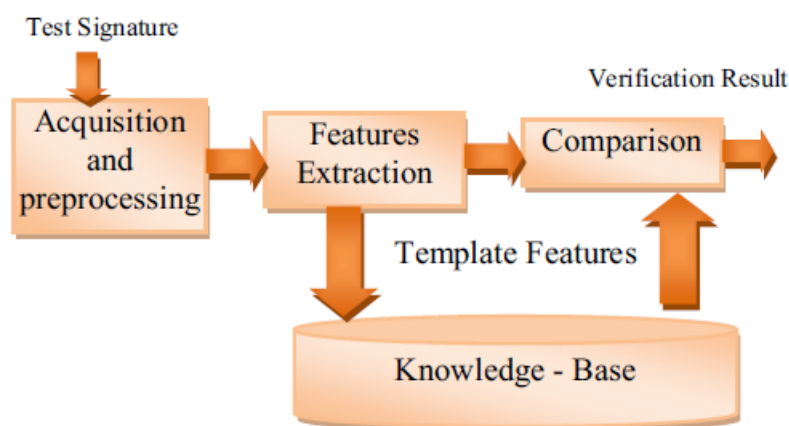 Test Signature
Verification Result
Acquisition
and
preprocessing
Features
Extraction
Comparison
Template Features
Knowledge - Base